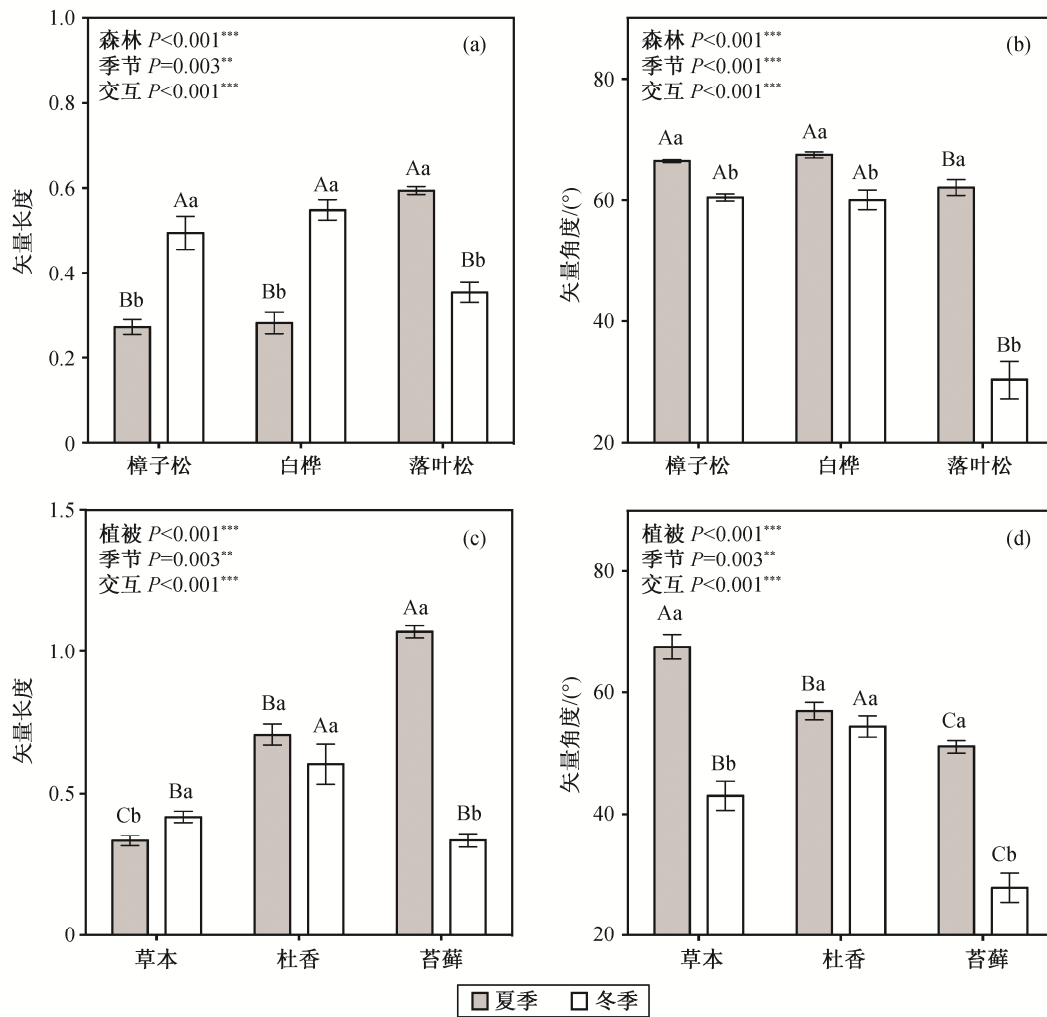 森林 P<0.001***
季节 P=0.003**
交互 P<0.001***
(a)
矢量长度
1.0
0.8
0.6
0.4
0.2
0
Bb
Aa
Bb
Aa
Aa
Bb
樟子松
白桦
落叶松
森林 P<0.001***
季节 P<0.001***
交互 P<0.001***
(b)
矢量角度/(°)
80
60
40
20
Aa
Ab
Aa
Ab
Ba
Bb
樟子松
白桦
落叶松
植被 P<0.001***
季节 P=0.003**
交互 P<0.001***
(c)
矢量长度
1.5
1.0
0.5
0
Cb
Ba
Ba
Aa
Aa
Bb
草本
杜香
苔藓
植被 P<0.001***
季节 P=0.003**
交互 P<0.001***
(d)
矢量角度/(°)
80
60
40
20
Aa
Bb
Ba
Aa
Ca
Cb
草本
杜香
苔藓
夏季 冬季